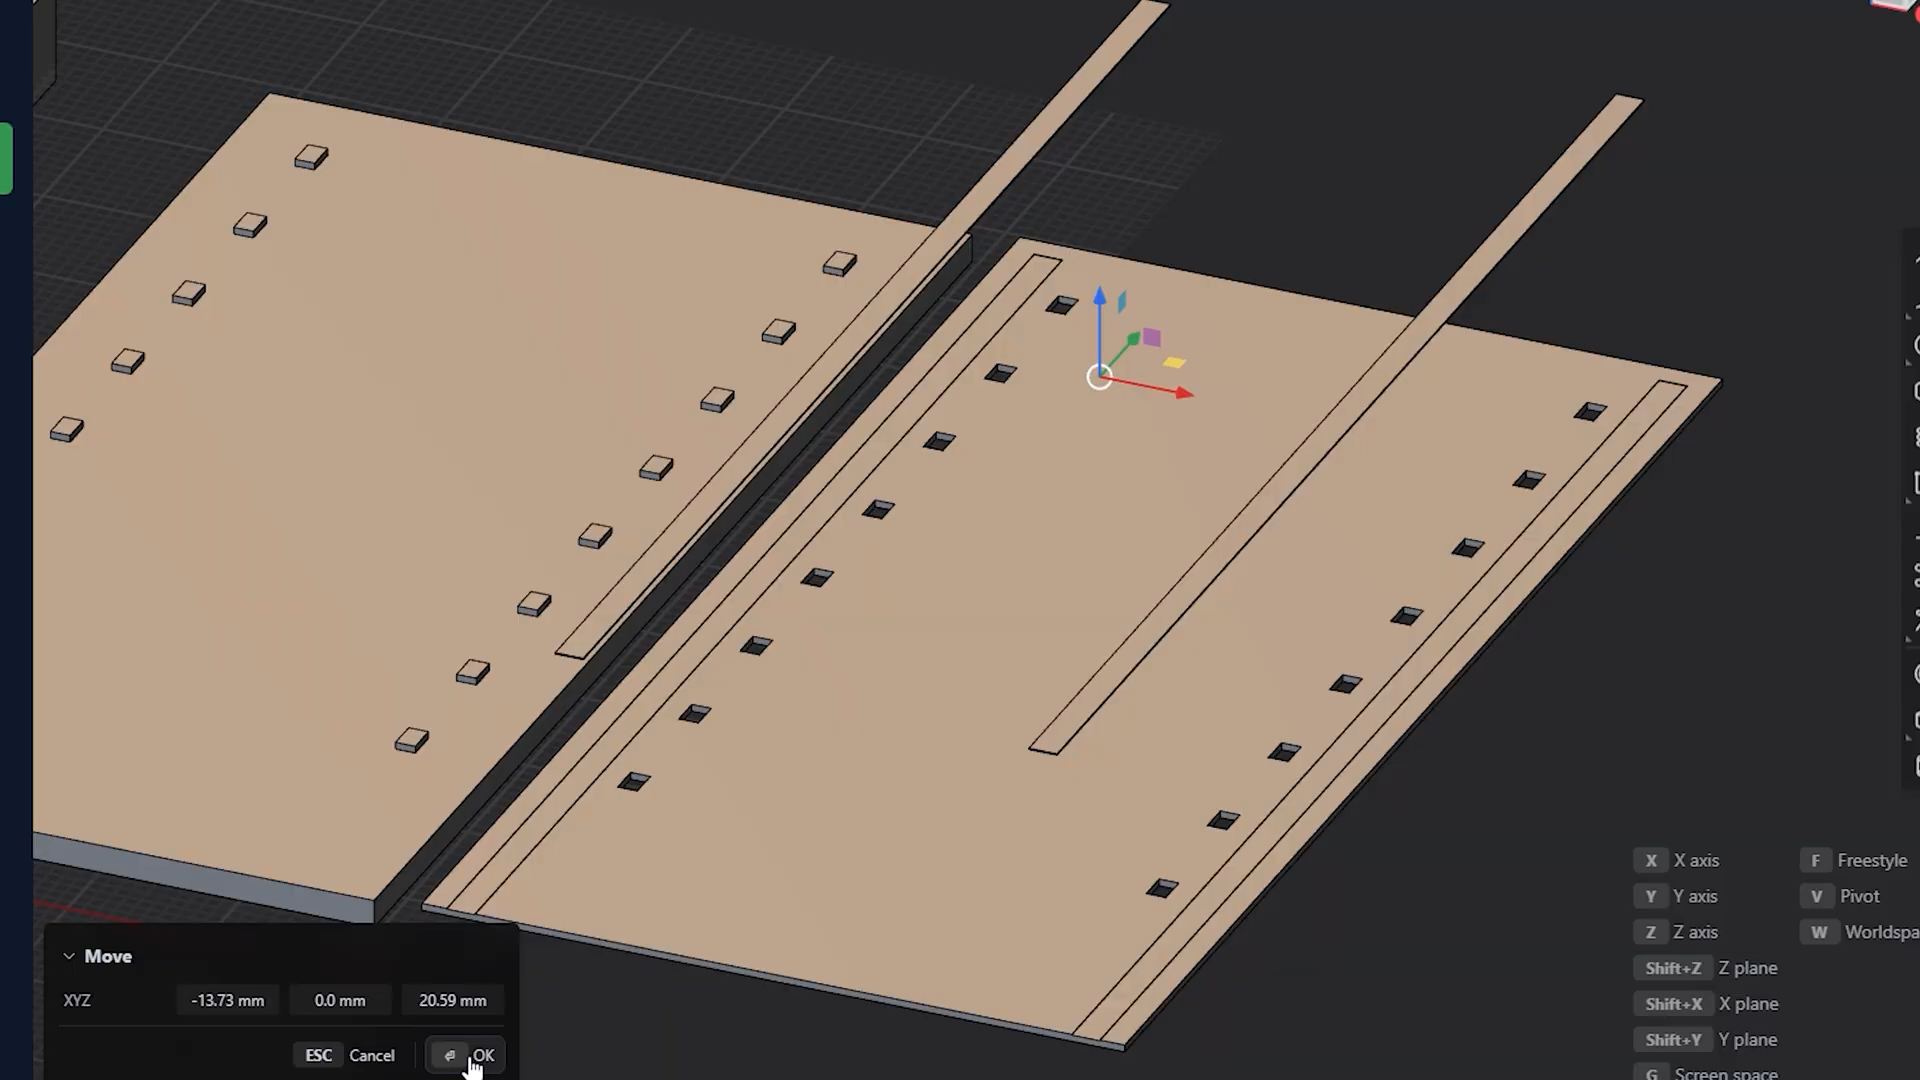 X X axis
F Freestyle
Y Y axis
V Pivot
Z Z axis
W Worldspa
Shift+Z Z plane
Shift+X X plane
Shift+Y Y plane
G Screen space
Move
XYZ -13.73 mm 0.0 mm 20.59 mm
ESC Cancel OK